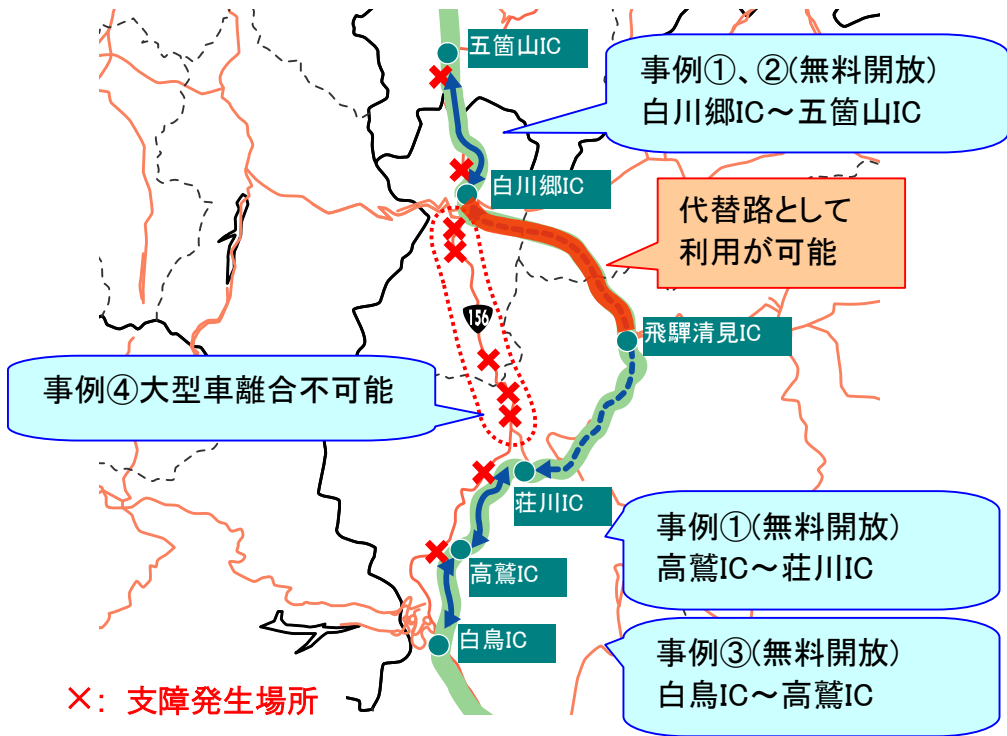 五箇山IC
事例①、②(無料開放)
白川郷IC～五箇山IC
白川郷IC
代替路として
利用が可能
156
飛驒清見IC
事例④大型車離合不可能
荘川IC
事例①(無料開放)
高鷲IC～荘川IC
高鷲IC
白鳥IC
事例③(無料開放)
白鳥IC～高鷲IC
×: 支障発生場所